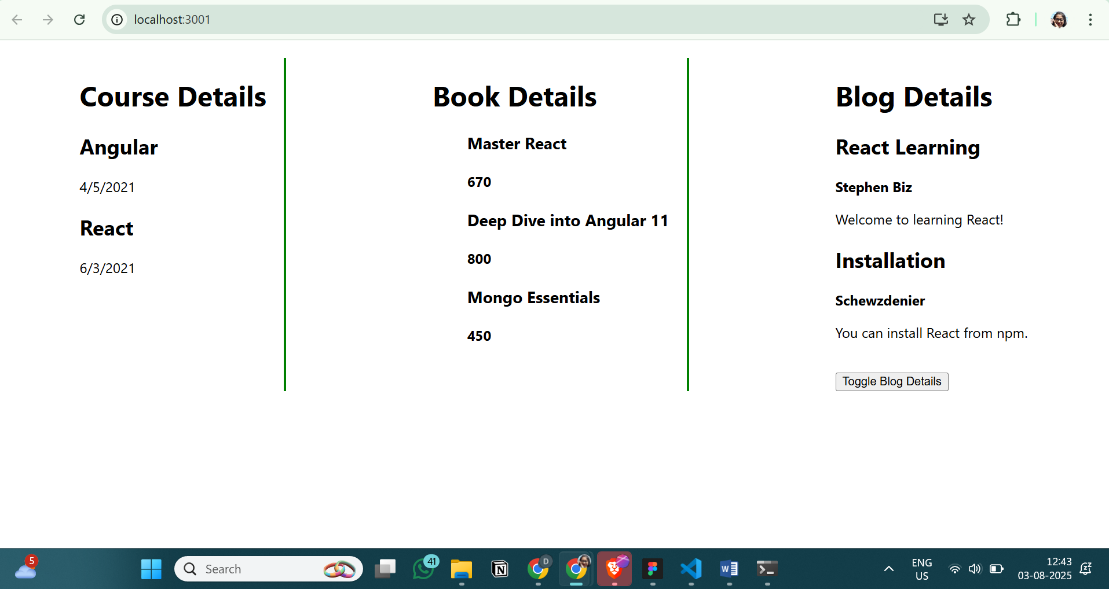 localhost:3001
Course Details
Angular
4/5/2021
React
6/3/2021
Book Details
Master React
670
Deep Dive into Angular 11
800
Mongo Essentials
450
Blog Details
React Learning
Stephen Biz
Welcome to learning React!
Installation
Schewzdenier
You can install React from npm.
Toggle Blog Details
5
Search
41
D
ENG
US
12:43
03-08-2025